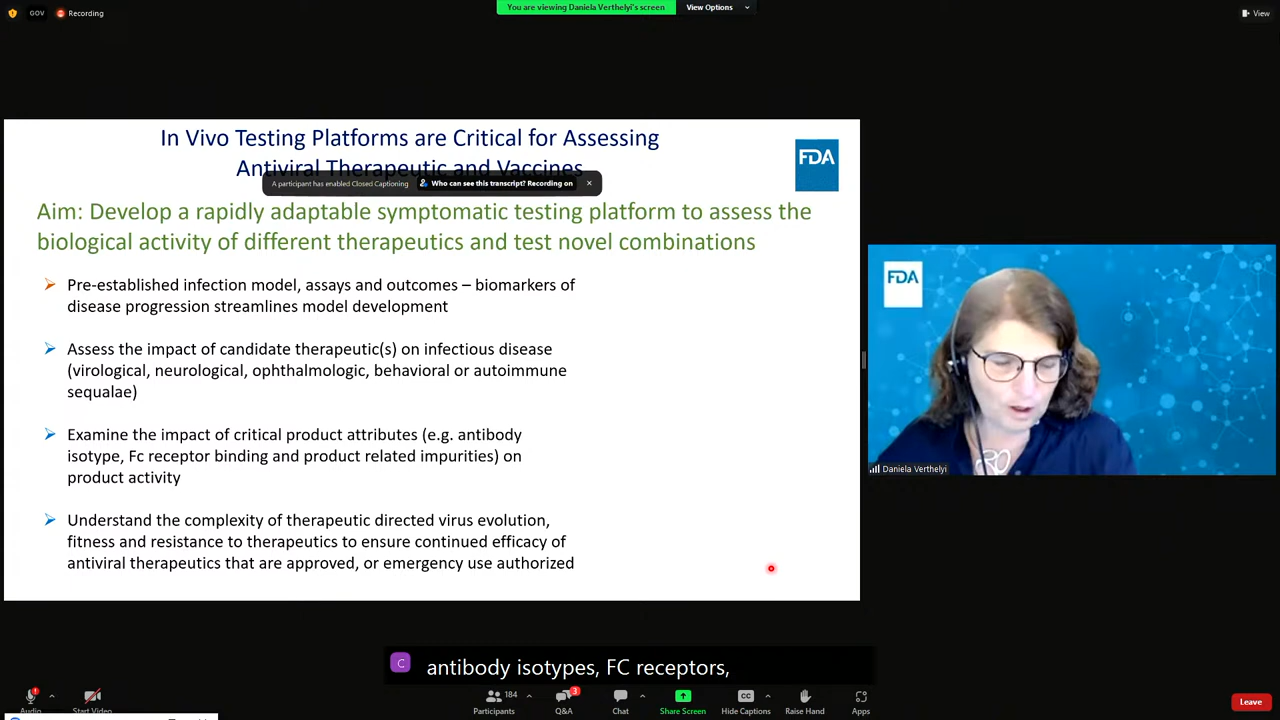 GOV
Recording
You are viewing Daniela Verthelyi's screen
View Options
View
In Vivo Testing Platforms are Critical for Assessing
Antiviral Therapeutic and Vaccines
FDA
A participant has enabled Closed Captioning
Who can see this transcript? Recording on
Aim: Develop a rapidly adaptable symptomatic testing platform to assess the
biological activity of different therapeutics and test novel combinations
Pre-established infection model, assays and outcomes – biomarkers of
disease progression streamlines model development
Assess the impact of candidate therapeutic(s) on infectious disease
(virological, neurological, ophthalmologic, behavioral or autoimmune
sequalae)
Examine the impact of critical product attributes (e.g. antibody
isotype, Fc receptor binding and product related impurities) on
product activity
Understand the complexity of therapeutic directed virus evolution,
fitness and resistance to therapeutics to ensure continued efficacy of
antiviral therapeutics that are approved, or emergency use authorized
FDA
Daniela Verthelyi
C
antibody isotypes, FC receptors,
Audio
Start Video
184
Participants
3
Q&A
Chat
Share Screen
CC
Hide Captions
Raise Hand
Apps
Leave